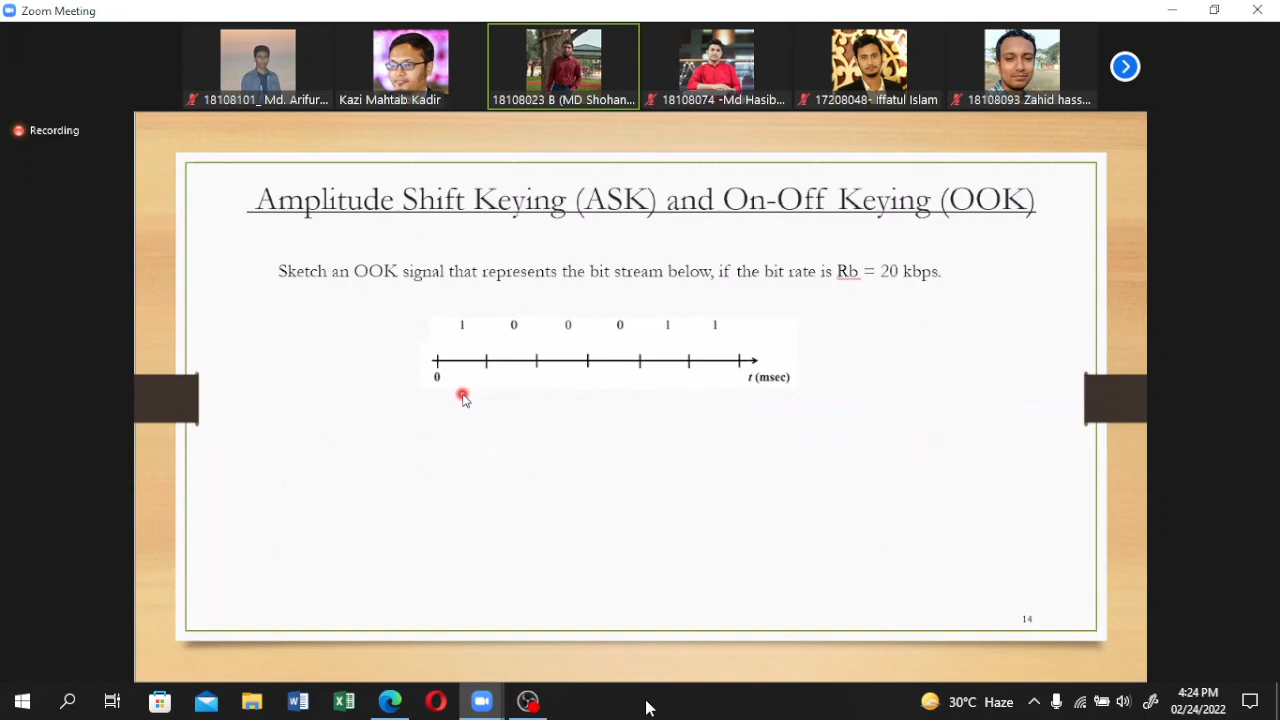 Zoom Meeting
18108101_ Md. Arifur...
Kazi Mahtab Kadir
18108023 B (MD Shohan...
18108074 -Md Hasib...
17208048- Iffatul Islam
18108093 Zahid hass...
Recording
Amplitude Shift Keying (ASK) and On-Off Keying (OOK)
Sketch an OOK signal that represents the bit stream below, if the bit rate is Rb = 20 kbps.
1 0 0 0 1 1
0 t (msec)
14
30°C Haze
4:24 PM
02/24/2022